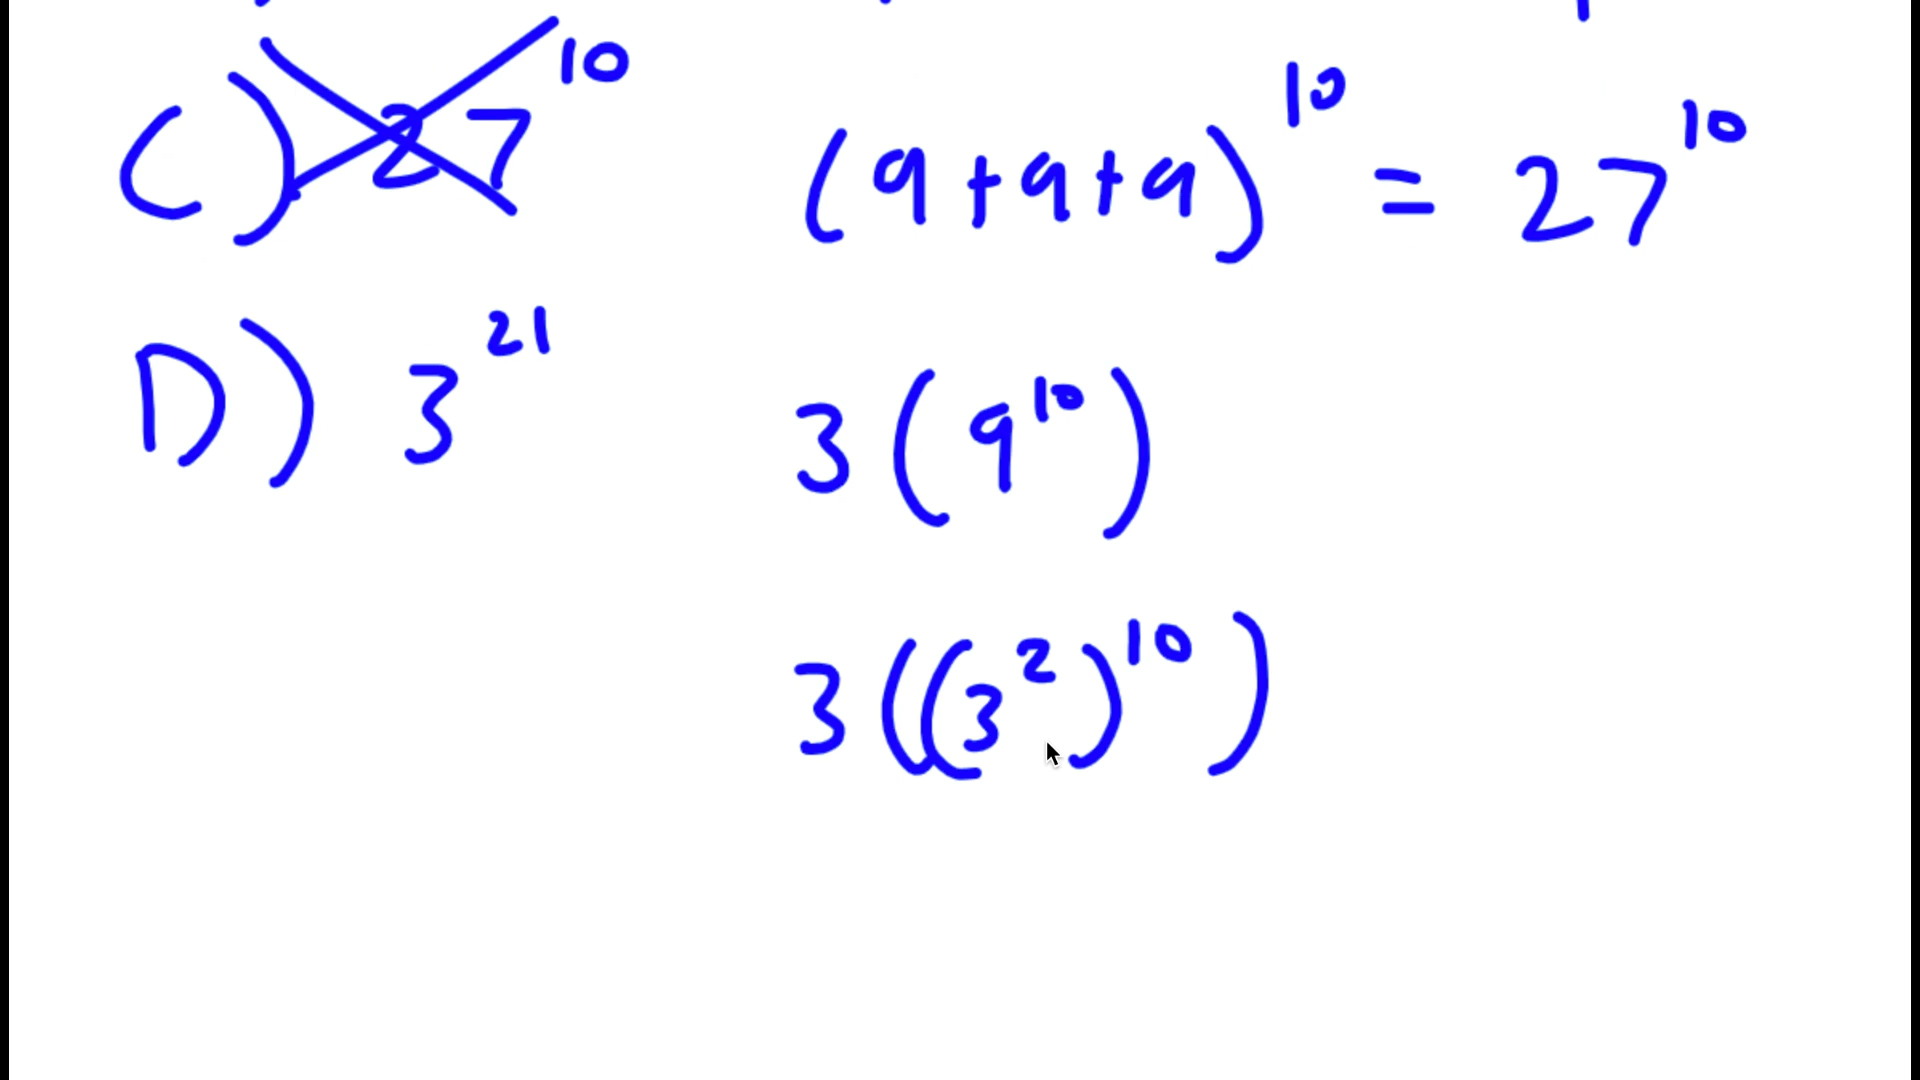 C) 27^10
(9+9+9)^10 = 27^10
D) 3^21
3(9^10)
3((3^2)^10)